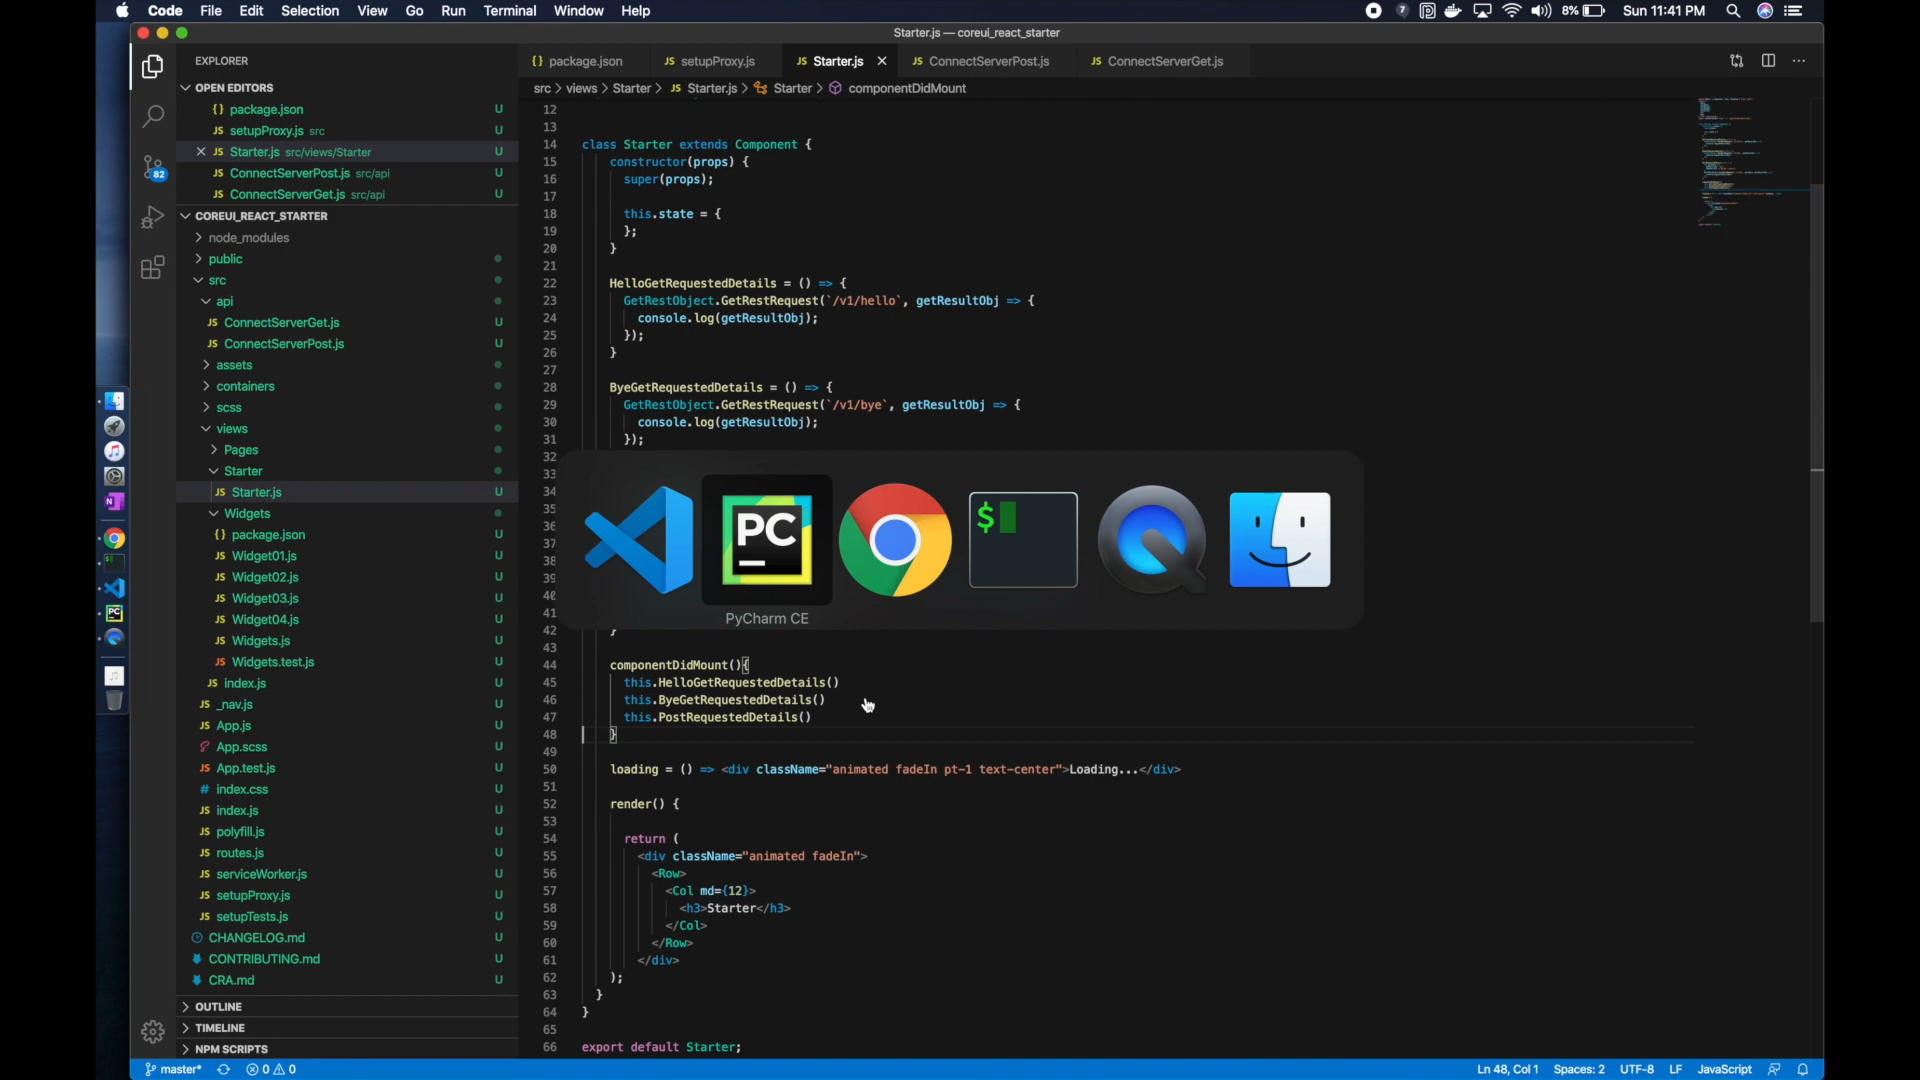 Code File Edit Selection View Go Run Terminal Window Help 7 8% Sun 11:41 PM
Starter.js — coreui_react_starter
EXPLORER
OPEN EDITORS
{} package.json U
JS setupProxy.js src U
JS Starter.js src/views/Starter U
JS ConnectServerPost.js src/api U
JS ConnectServerGet.js src/api U
COREUI_REACT_STARTER
node_modules
public
src
api
JS ConnectServerGet.js U
JS ConnectServerPost.js U
assets
containers
scss
views
Pages
Starter
JS Starter.js U
Widgets
{} package.json U
JS Widget01.js U
JS Widget02.js U
JS Widget03.js U
JS Widget04.js U
JS Widgets.js U
JS Widgets.test.js U
JS index.js U
JS _nav.js U
JS App.js U
App.scss U
JS App.test.js U
# index.css U
JS index.js U
JS polyfill.js U
JS routes.js U
JS serviceWorker.js U
JS setupProxy.js U
JS setupTests.js U
CHANGELOG.md U
CONTRIBUTING.md U
CRA.md U
OUTLINE
TIMELINE
NPM SCRIPTS
82
{} package.json JS setupProxy.js JS Starter.js JS ConnectServerPost.js JS ConnectServerGet.js
src > views > Starter > JS Starter.js > Starter > componentDidMount
12
13
14 class Starter extends Component {
15 constructor(props) {
16 super(props);
17
18 this.state = {
19 };
20 }
21
22 HelloGetRequestedDetails = () => {
23 GetRestObject.GetRestRequest(`/v1/hello`, getResultObj => {
24 console.log(getResultObj);
25 });
26 }
27
28 ByeGetRequestedDetails = () => {
29 GetRestObject.GetRestRequest(`/v1/bye`, getResultObj => {
30 console.log(getResultObj);
31 });
32
33
34
35
36
37
38
39
40
41
42 }
PC
$
PyCharm CE
43
44 componentDidMount(){
45 this.HelloGetRequestedDetails()
46 this.ByeGetRequestedDetails()
47 this.PostRequestedDetails()
48 }
49
50 loading = () => <div className="animated fadeIn pt-1 text-center">Loading...</div>
51
52 render() {
53
54 return (
55 <div className="animated fadeIn">
56 <Row>
57 <Col md={12}>
58 <h3>Starter</h3>
59 </Col>
60 </Row>
61 </div>
62 );
63 }
64 }
65
66 export default Starter;
master* 0 0 Ln 48, Col 1 Spaces: 2 UTF-8 LF JavaScript